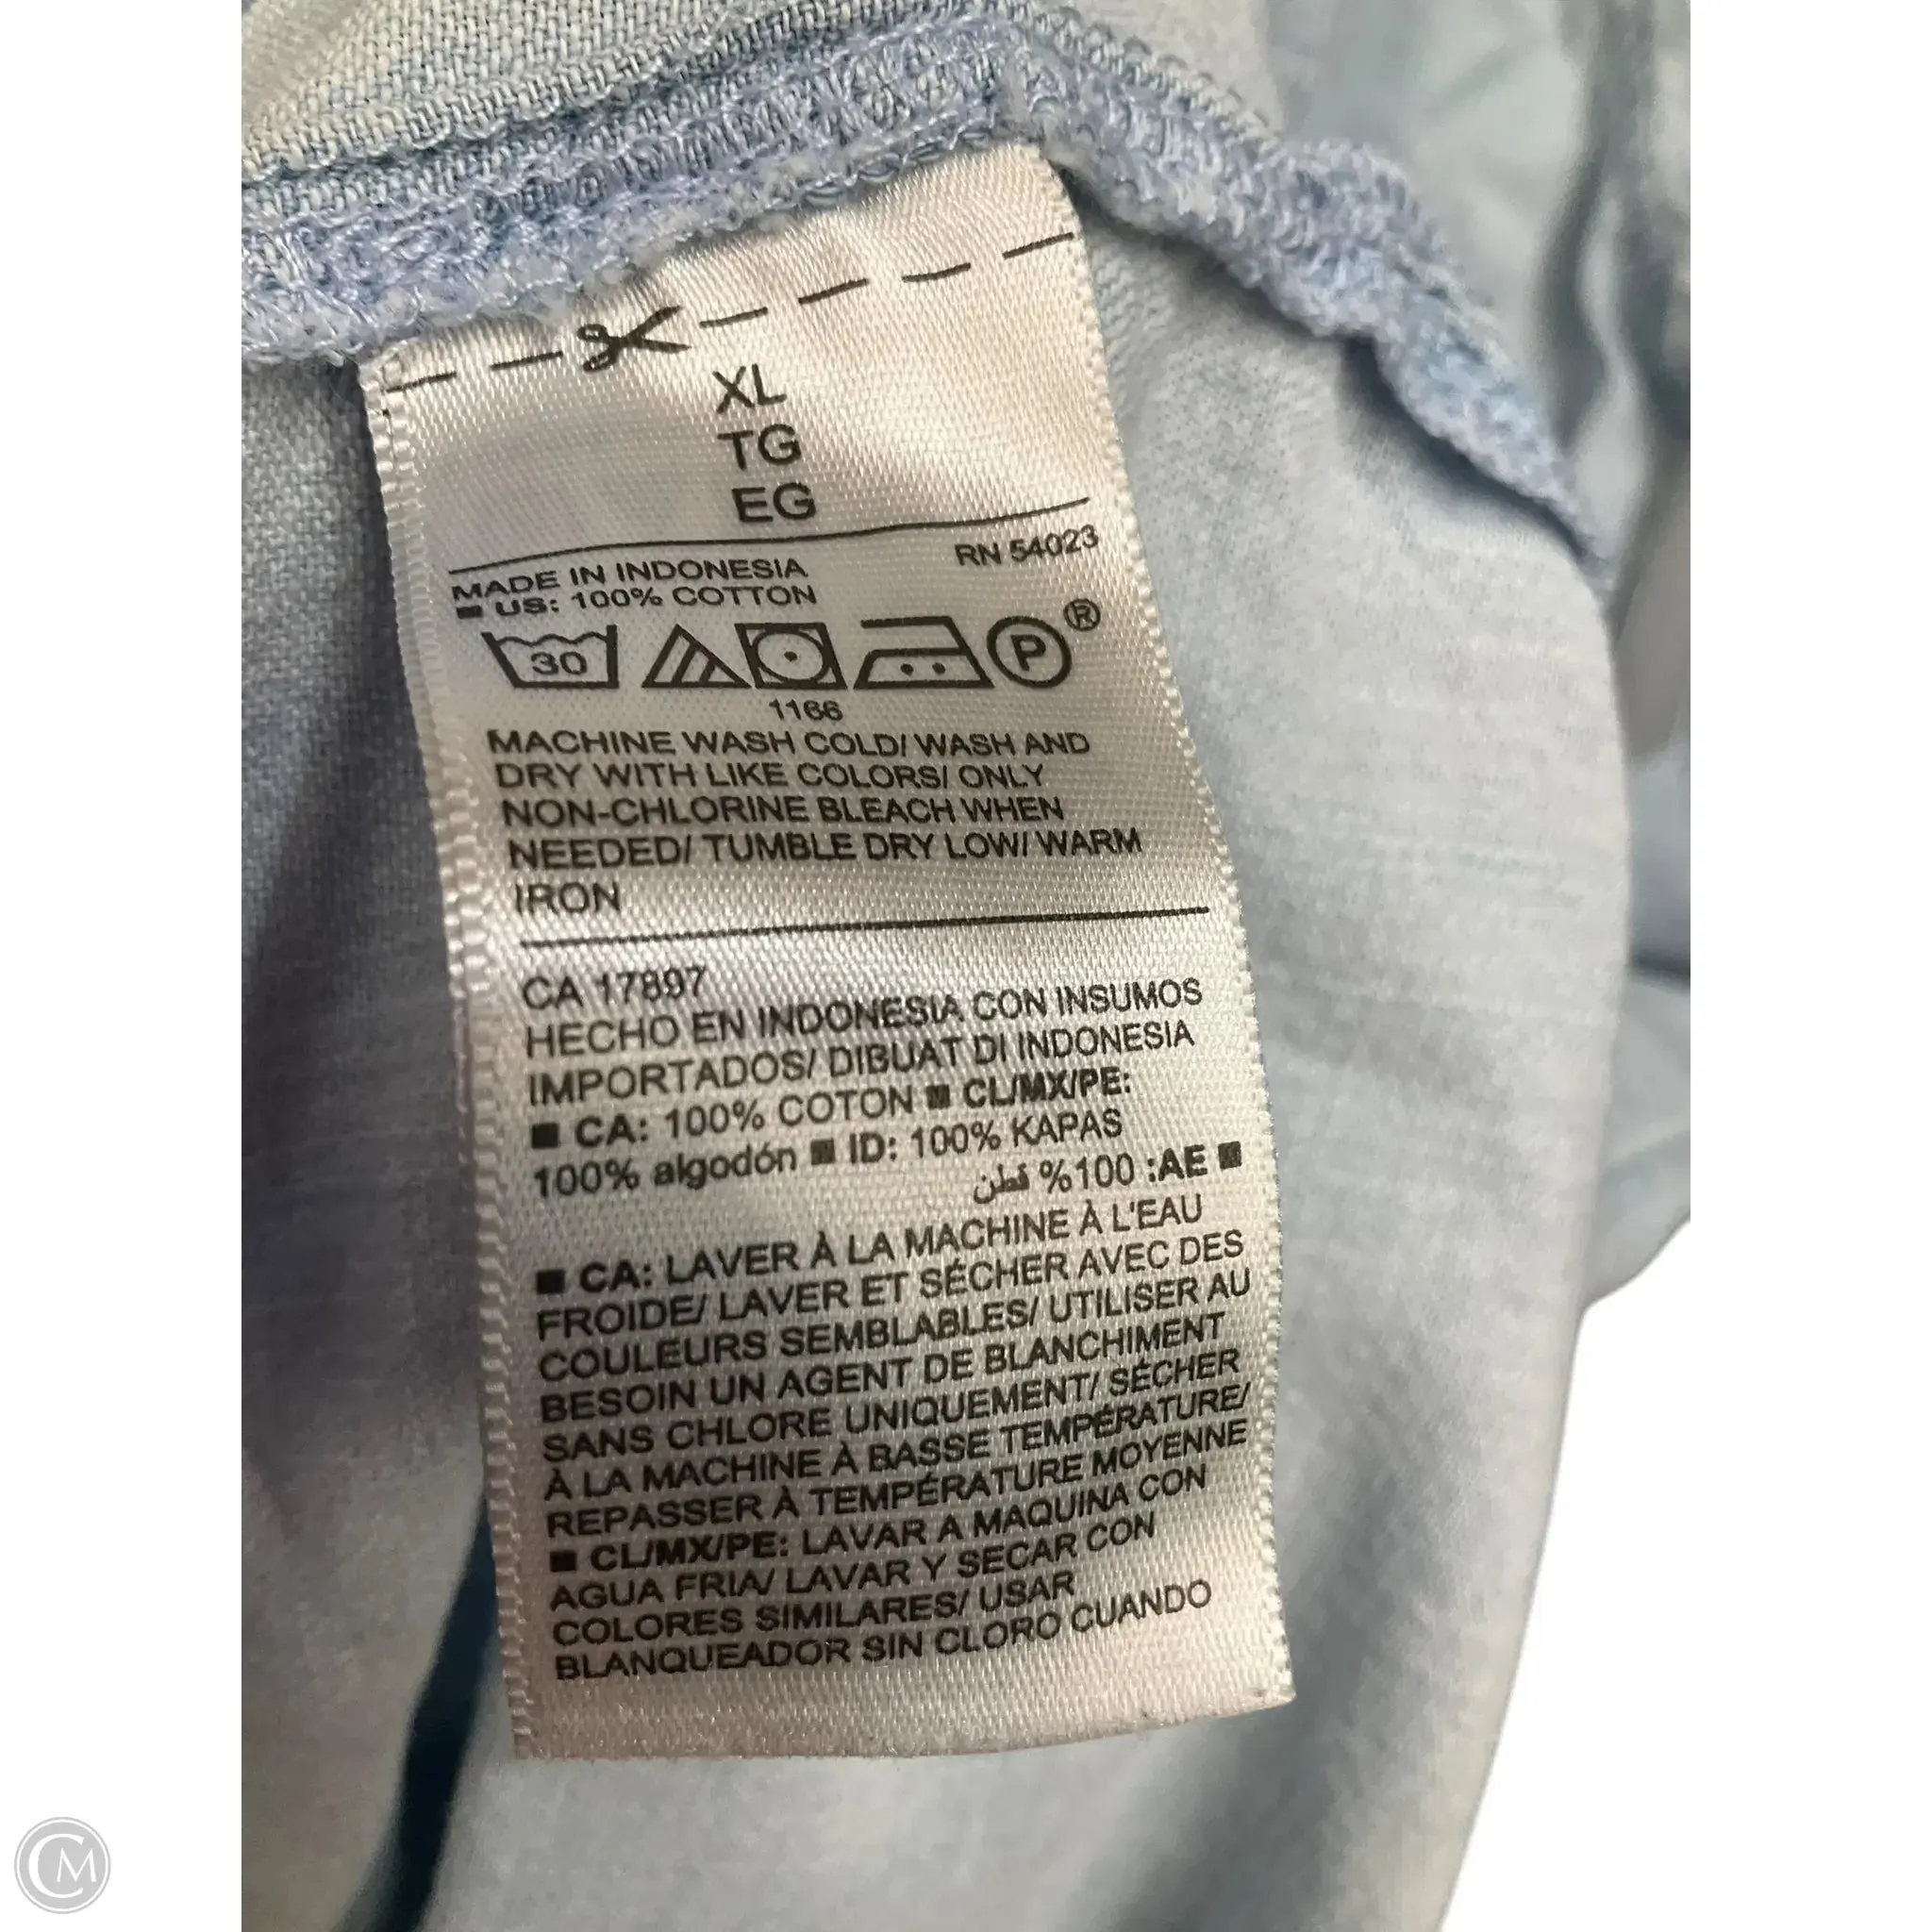 XL
TG
EG
RN 54023
MADE IN INDONESIA
■ US: 100% COTTON
30
P®
1166
MACHINE WASH COLD/ WASH AND
DRY WITH LIKE COLORS/ ONLY
NON-CHLORINE BLEACH WHEN
NEEDED/ TUMBLE DRY LOW/ WARM
IRON
CA 17897
HECHO EN INDONESIA CON INSUMOS
IMPORTADOS/ DIBUAT DI INDONESIA
■ CA: 100% COTON ■ CL/MX/PE:
100% algodón ■ ID: 100% KAPAS
■ AE: 100% قطن
■ CA: LAVER À LA MACHINE À L'EAU
FROIDE/ LAVER ET SÉCHER AVEC DES
COULEURS SEMBLABLES/ UTILISER AU
BESOIN UN AGENT DE BLANCHIMENT
SANS CHLORE UNIQUEMENT/ SÉCHER
À LA MACHINE À BASSE TEMPÉRATURE/
REPASSER À TEMPÉRATURE MOYENNE
■ CL/MX/PE: LAVAR A MAQUINA CON
AGUA FRIA/ LAVAR Y SECAR CON
COLORES SIMILARES/ USAR
BLANQUEADOR SIN CLORO CUANDO
CM